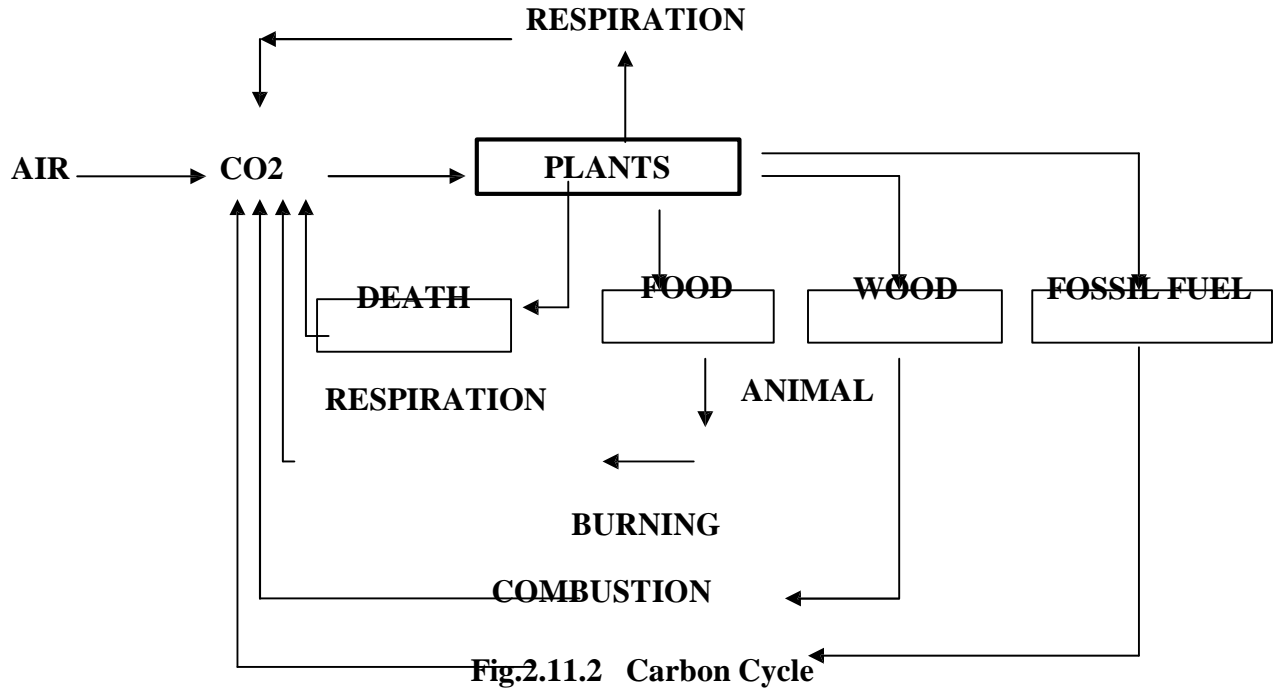 RESPIRATION
AIR CO2 PLANTS
DEATH FOOD WOOD FOSSIL FUEL
RESPIRATION ANIMAL
BURNING
COMBUSTION
Fig.2.11.2 Carbon Cycle